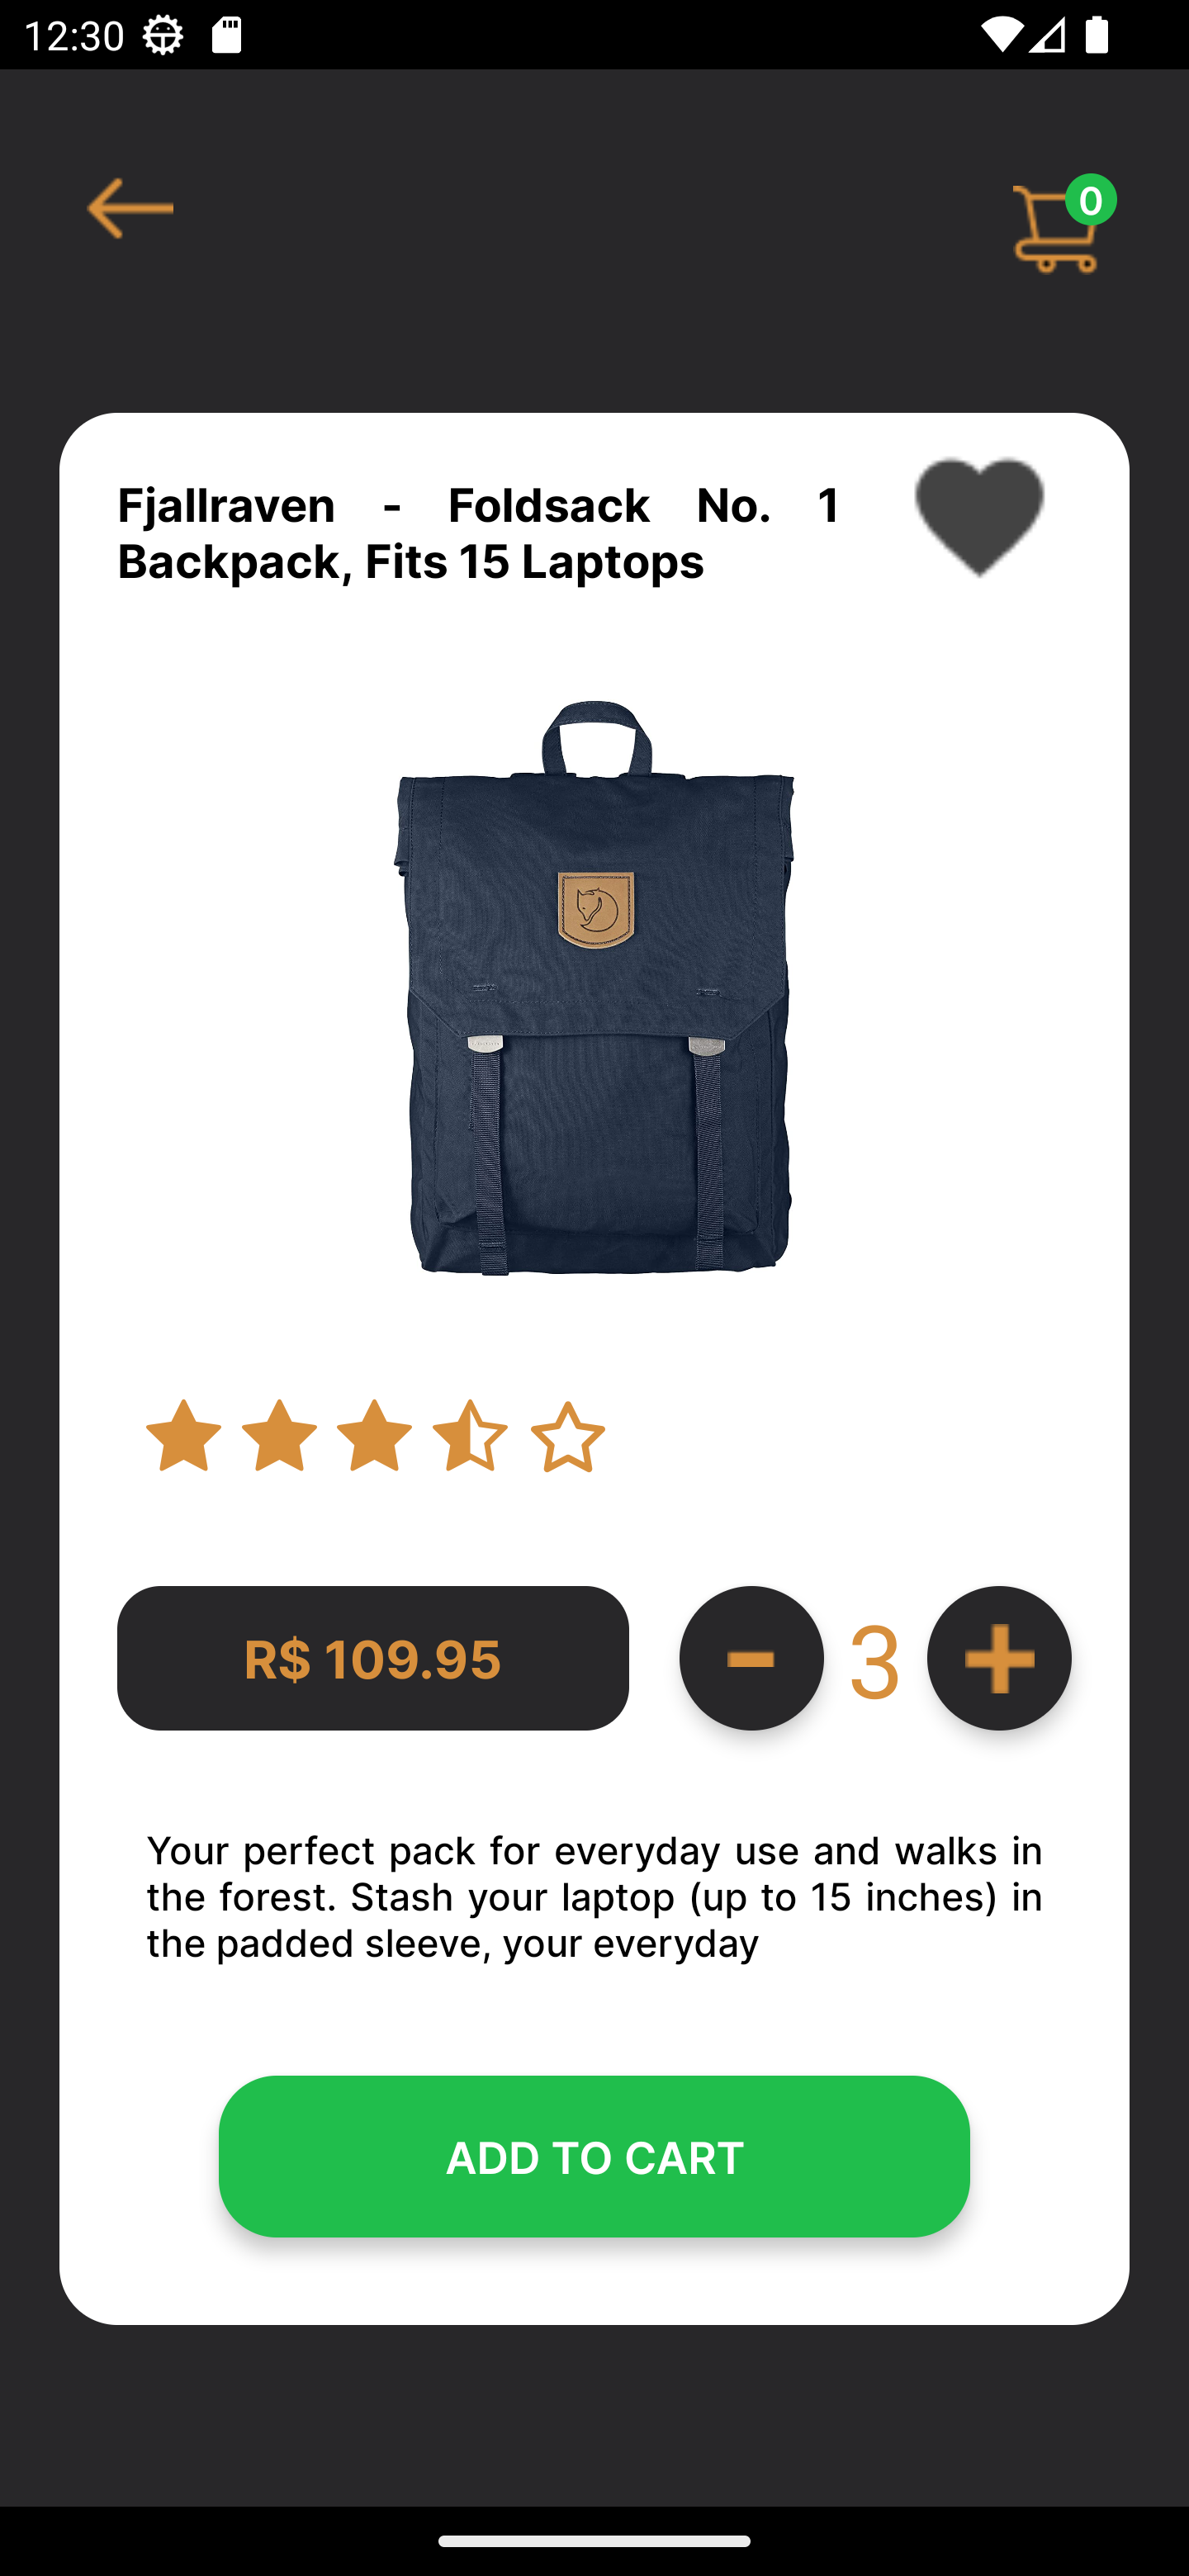 12:30
0
Fjallraven - Foldsack No. 1
Backpack, Fits 15 Laptops
R$ 109.95
3
Your perfect pack for everyday use and walks in
the forest. Stash your laptop (up to 15 inches) in
the padded sleeve, your everyday
ADD TO CART